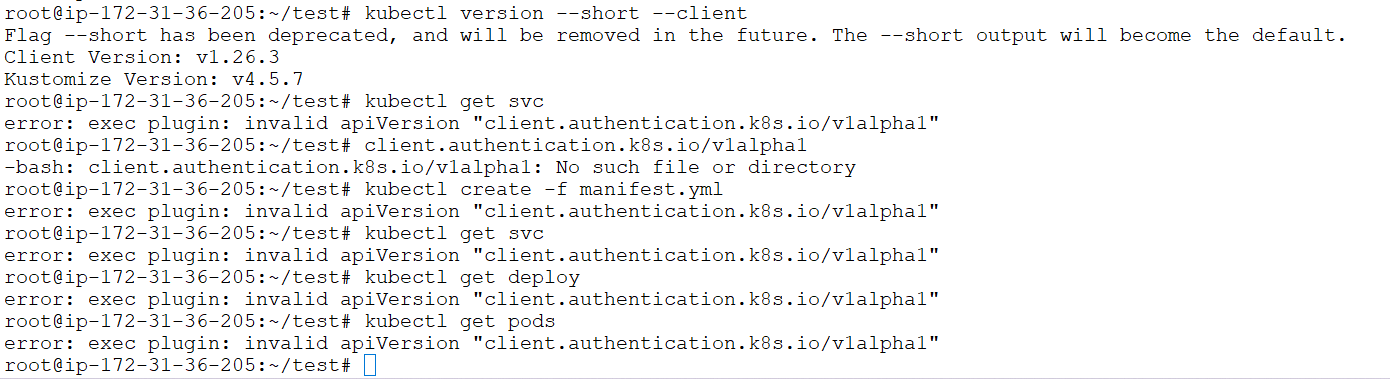 root@ip-172-31-36-205:~/test# kubectl version --short --client
Flag --short has been deprecated, and will be removed in the future. The --short output will become the default.
Client Version: v1.26.3
Kustomize Version: v4.5.7
root@ip-172-31-36-205:~/test# kubectl get svc
error: exec plugin: invalid apiVersion "client.authentication.k8s.io/v1alpha1"
root@ip-172-31-36-205:~/test# client.authentication.k8s.io/v1alpha1
-bash: client.authentication.k8s.io/v1alpha1: No such file or directory
root@ip-172-31-36-205:~/test# kubectl create -f manifest.yml
error: exec plugin: invalid apiVersion "client.authentication.k8s.io/v1alpha1"
root@ip-172-31-36-205:~/test# kubectl get svc
error: exec plugin: invalid apiVersion "client.authentication.k8s.io/v1alpha1"
root@ip-172-31-36-205:~/test# kubectl get deploy
error: exec plugin: invalid apiVersion "client.authentication.k8s.io/v1alpha1"
root@ip-172-31-36-205:~/test# kubectl get pods
error: exec plugin: invalid apiVersion "client.authentication.k8s.io/v1alpha1"
root@ip-172-31-36-205:~/test#